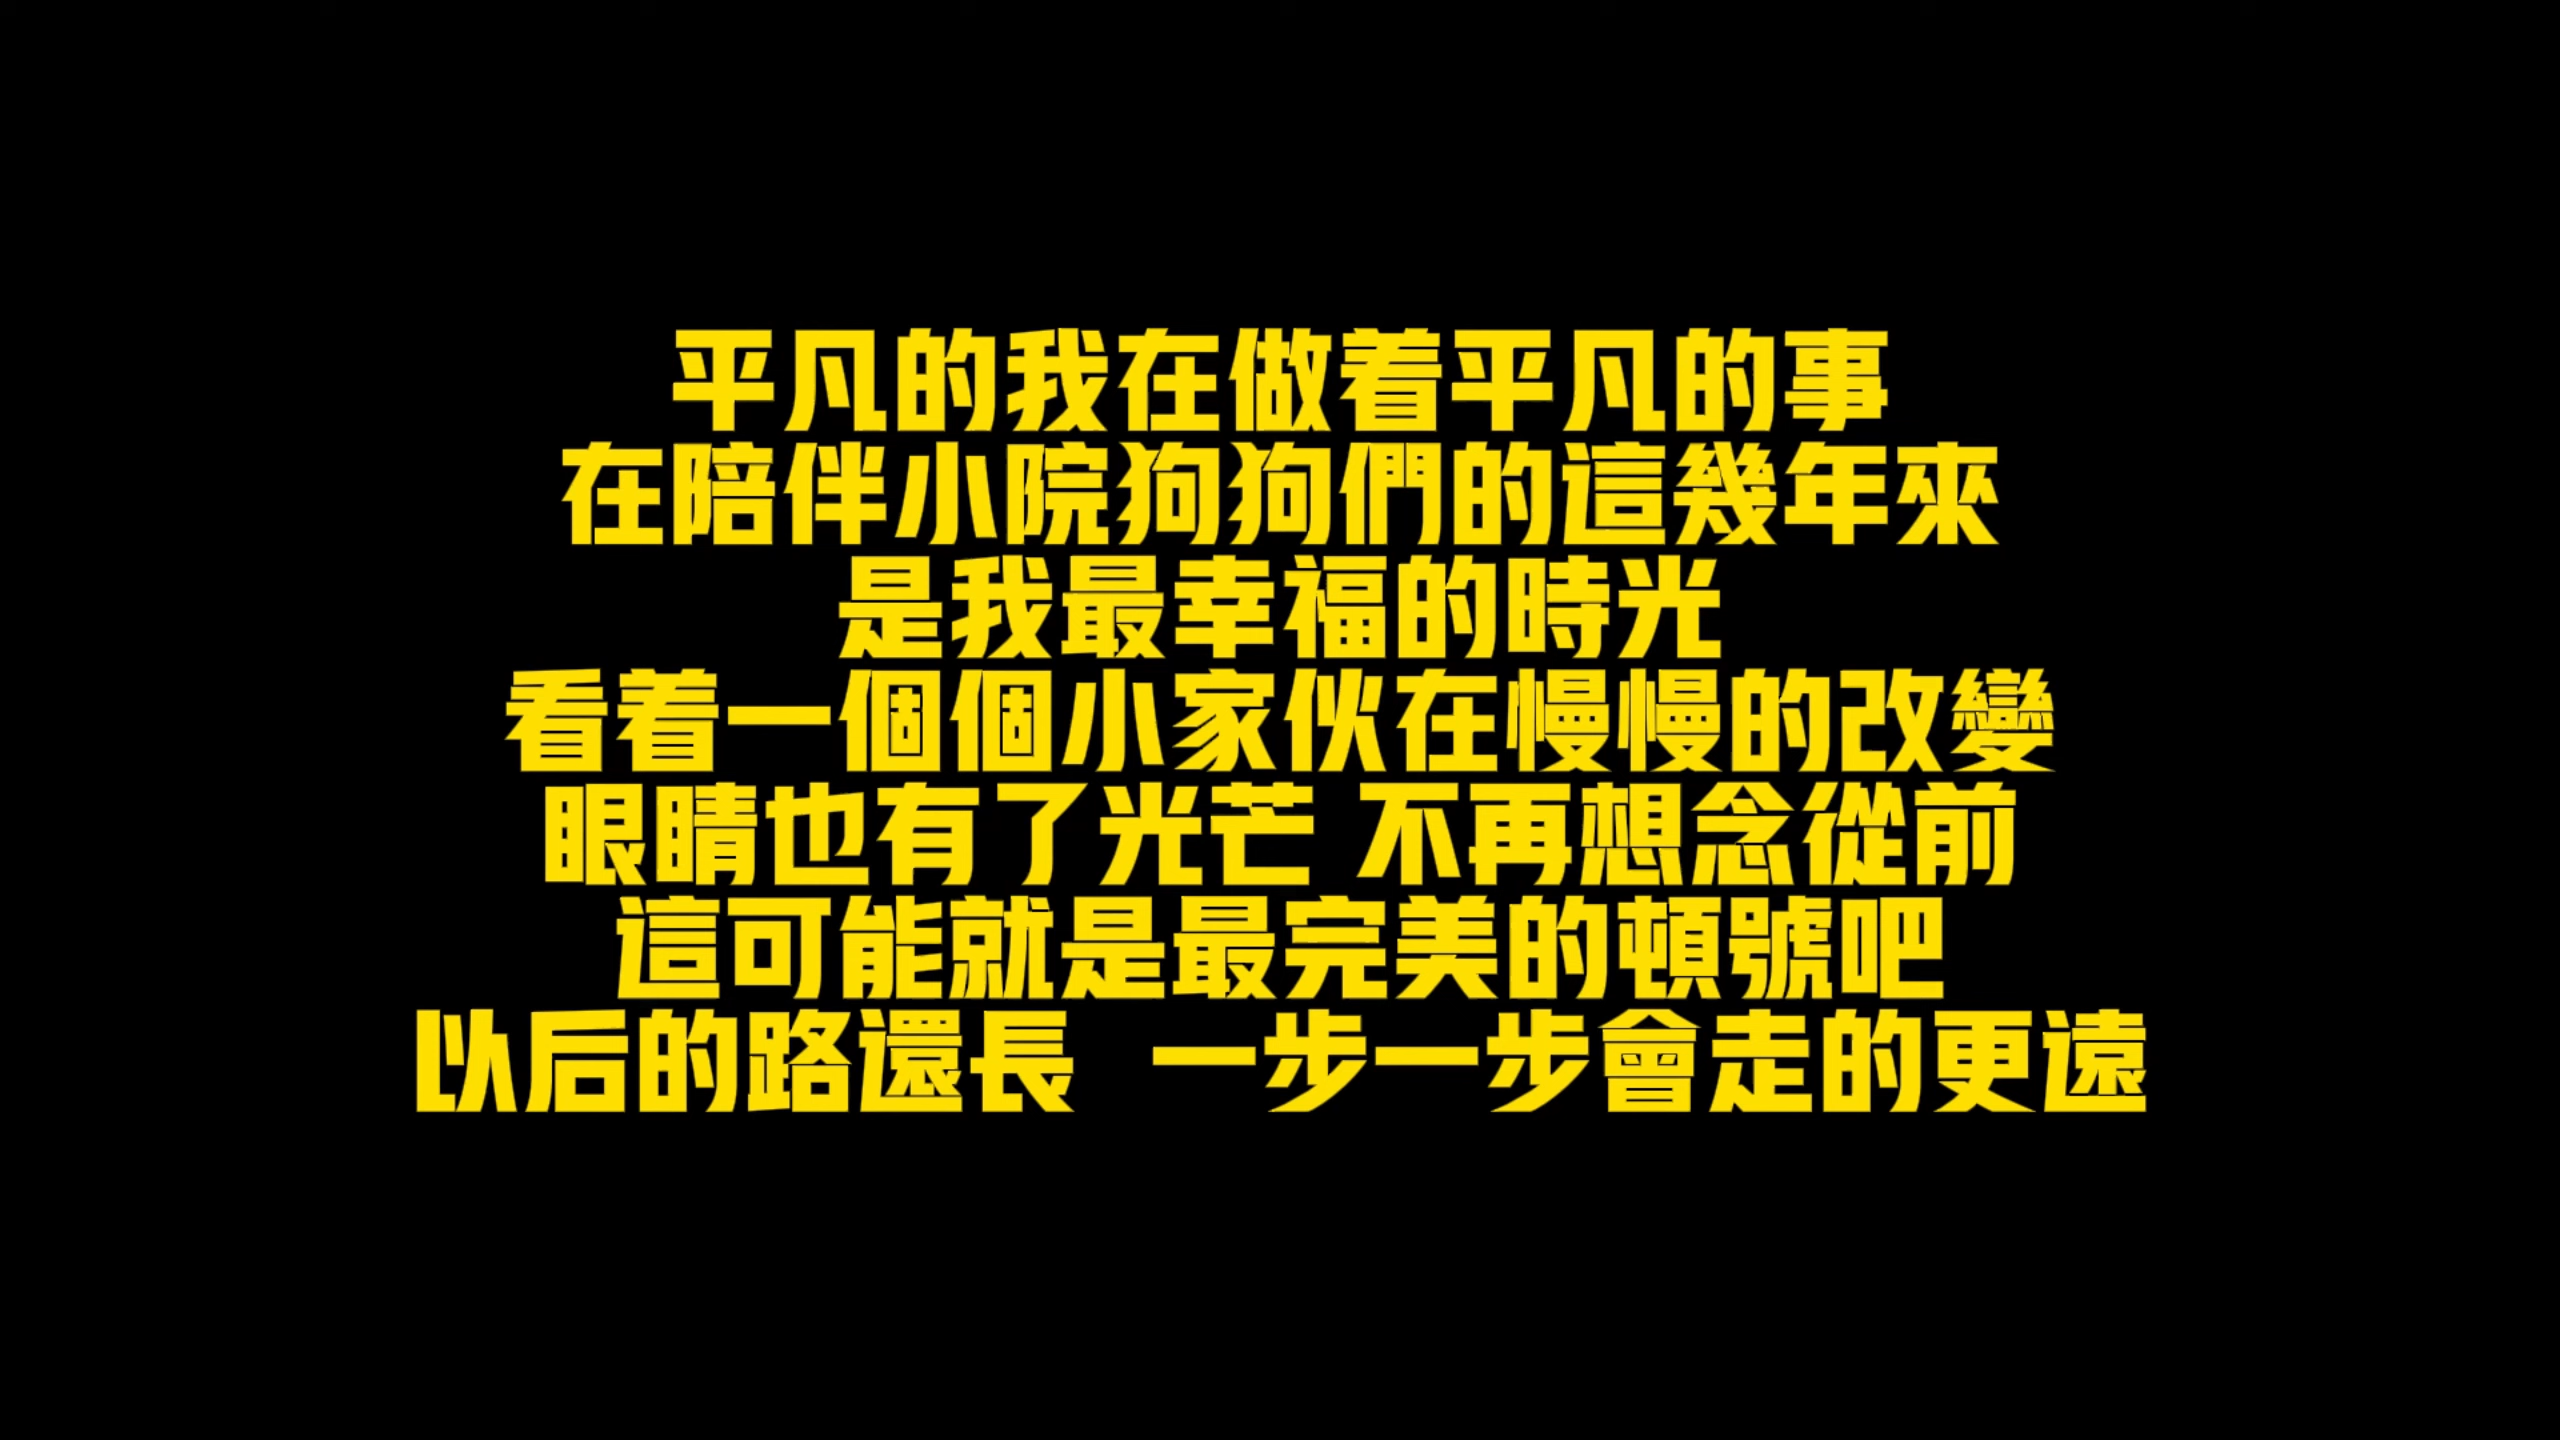 平凡的我在做着平凡的事
在陪伴小院狗狗們的這幾年來
是我最幸福的時光
看着一個個小家伙在慢慢的改變
眼睛也有了光芒 不再想念從前
這可能就是最完美的頓號吧
以后的路還長 一步一步會走的更遠